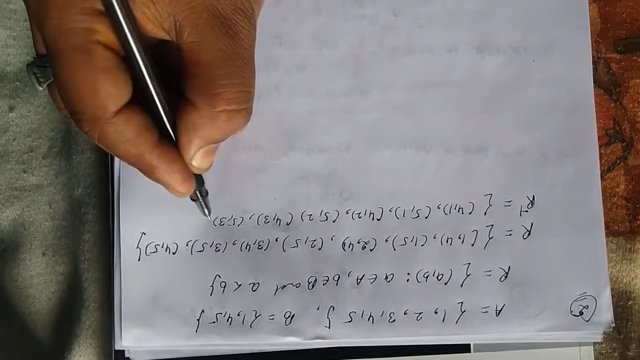 (2)
A = { 1, 2, 3, 4, 5 }, B = { 1, 4, 5 }
R = { (a, b) : a ∈ A, b ∈ B and a < b }
R = { (1, 4), (1, 5), (2, 4), (2, 5), (3, 4), (3, 5), (4, 5) }
R⁻¹ = { (4, 1), (5, 1), (4, 2), (5, 2) (4, 3), (5, 3)